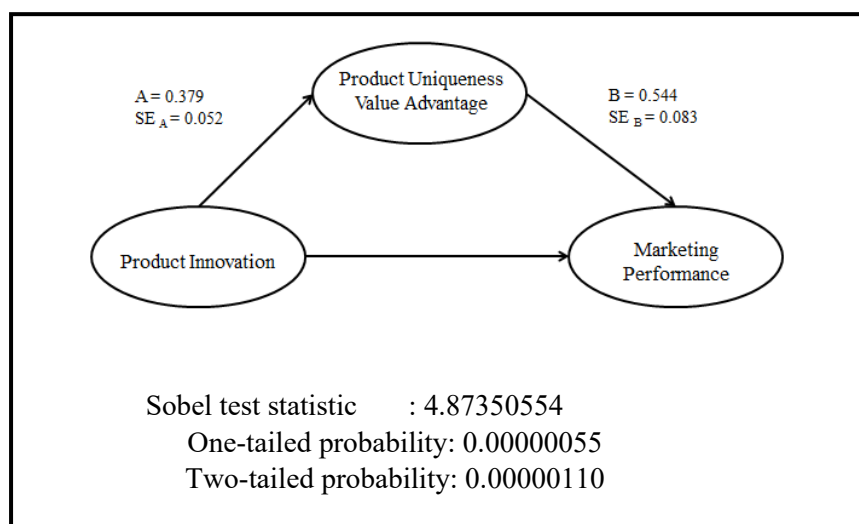 Product Uniqueness
Value Advantage
A = 0.379
SE A = 0.052
B = 0.544
SE B = 0.083
Product Innovation
Marketing
Performance
Sobel test statistic : 4.87350554
One-tailed probability: 0.00000055
Two-tailed probability: 0.00000110